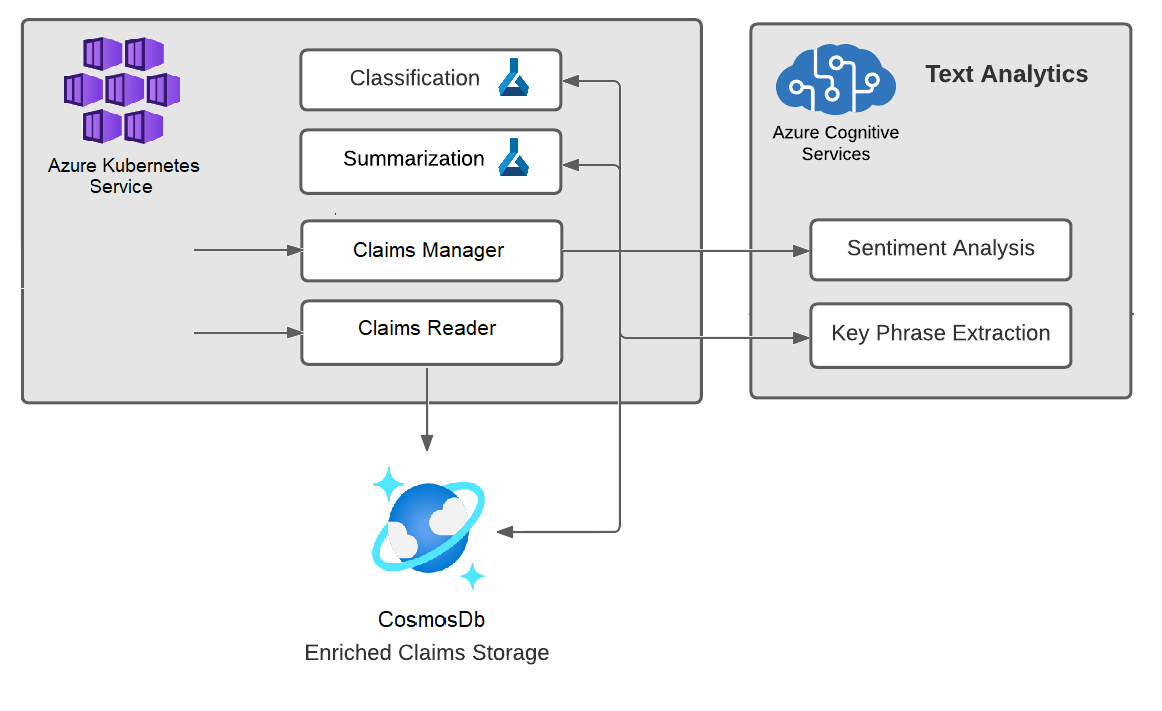 Azure Kubernetes
Service
Classification
Summarization
Claims Manager
Claims Reader
Azure Cognitive
Services
Text Analytics
Sentiment Analysis
Key Phrase Extraction
CosmosDb
Enriched Claims Storage